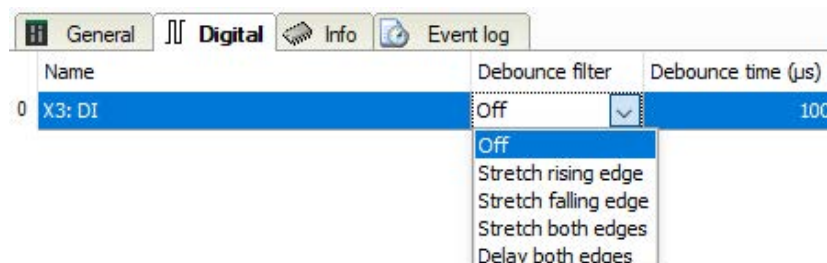 General Digital Info Event log
Name Debounce filter Debounce time (µs)
0 X3: DI Off 100
Off
Stretch rising edge
Stretch falling edge
Stretch both edges
Delay both edges